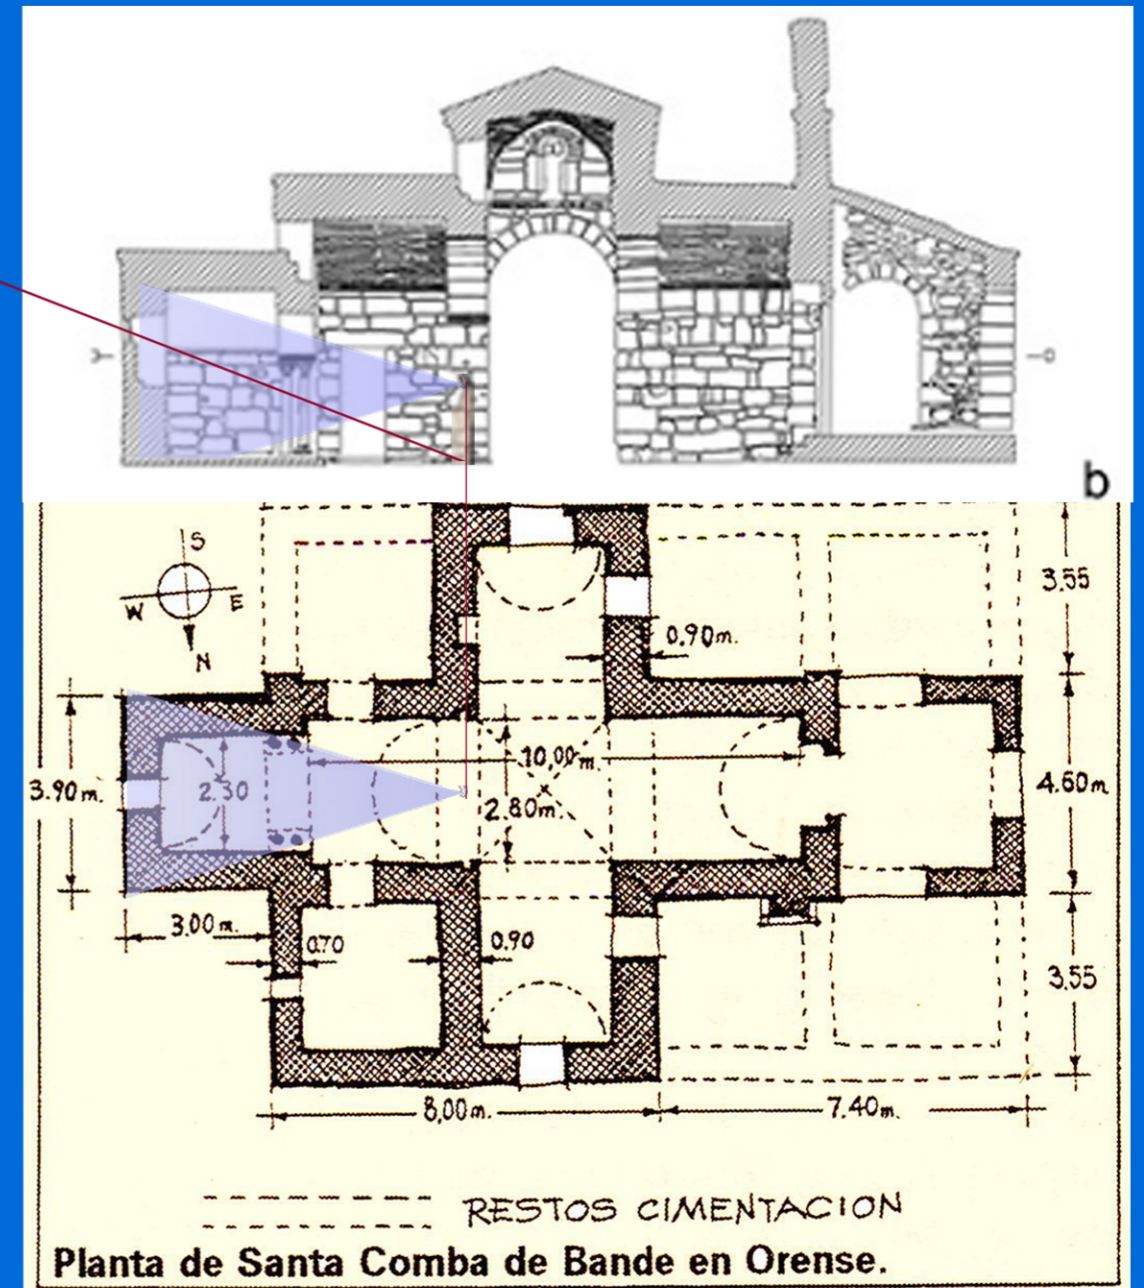 b
S
W E
N
3.55
0.90m.
10,00m.
3.90m.
2.30
2.80m.
4.60m
3.00m.
0.70
0.90
3.55
8,00m.
7.40m.
RESTOS CIMENTACION
Planta de Santa Comba de Bande en Orense.